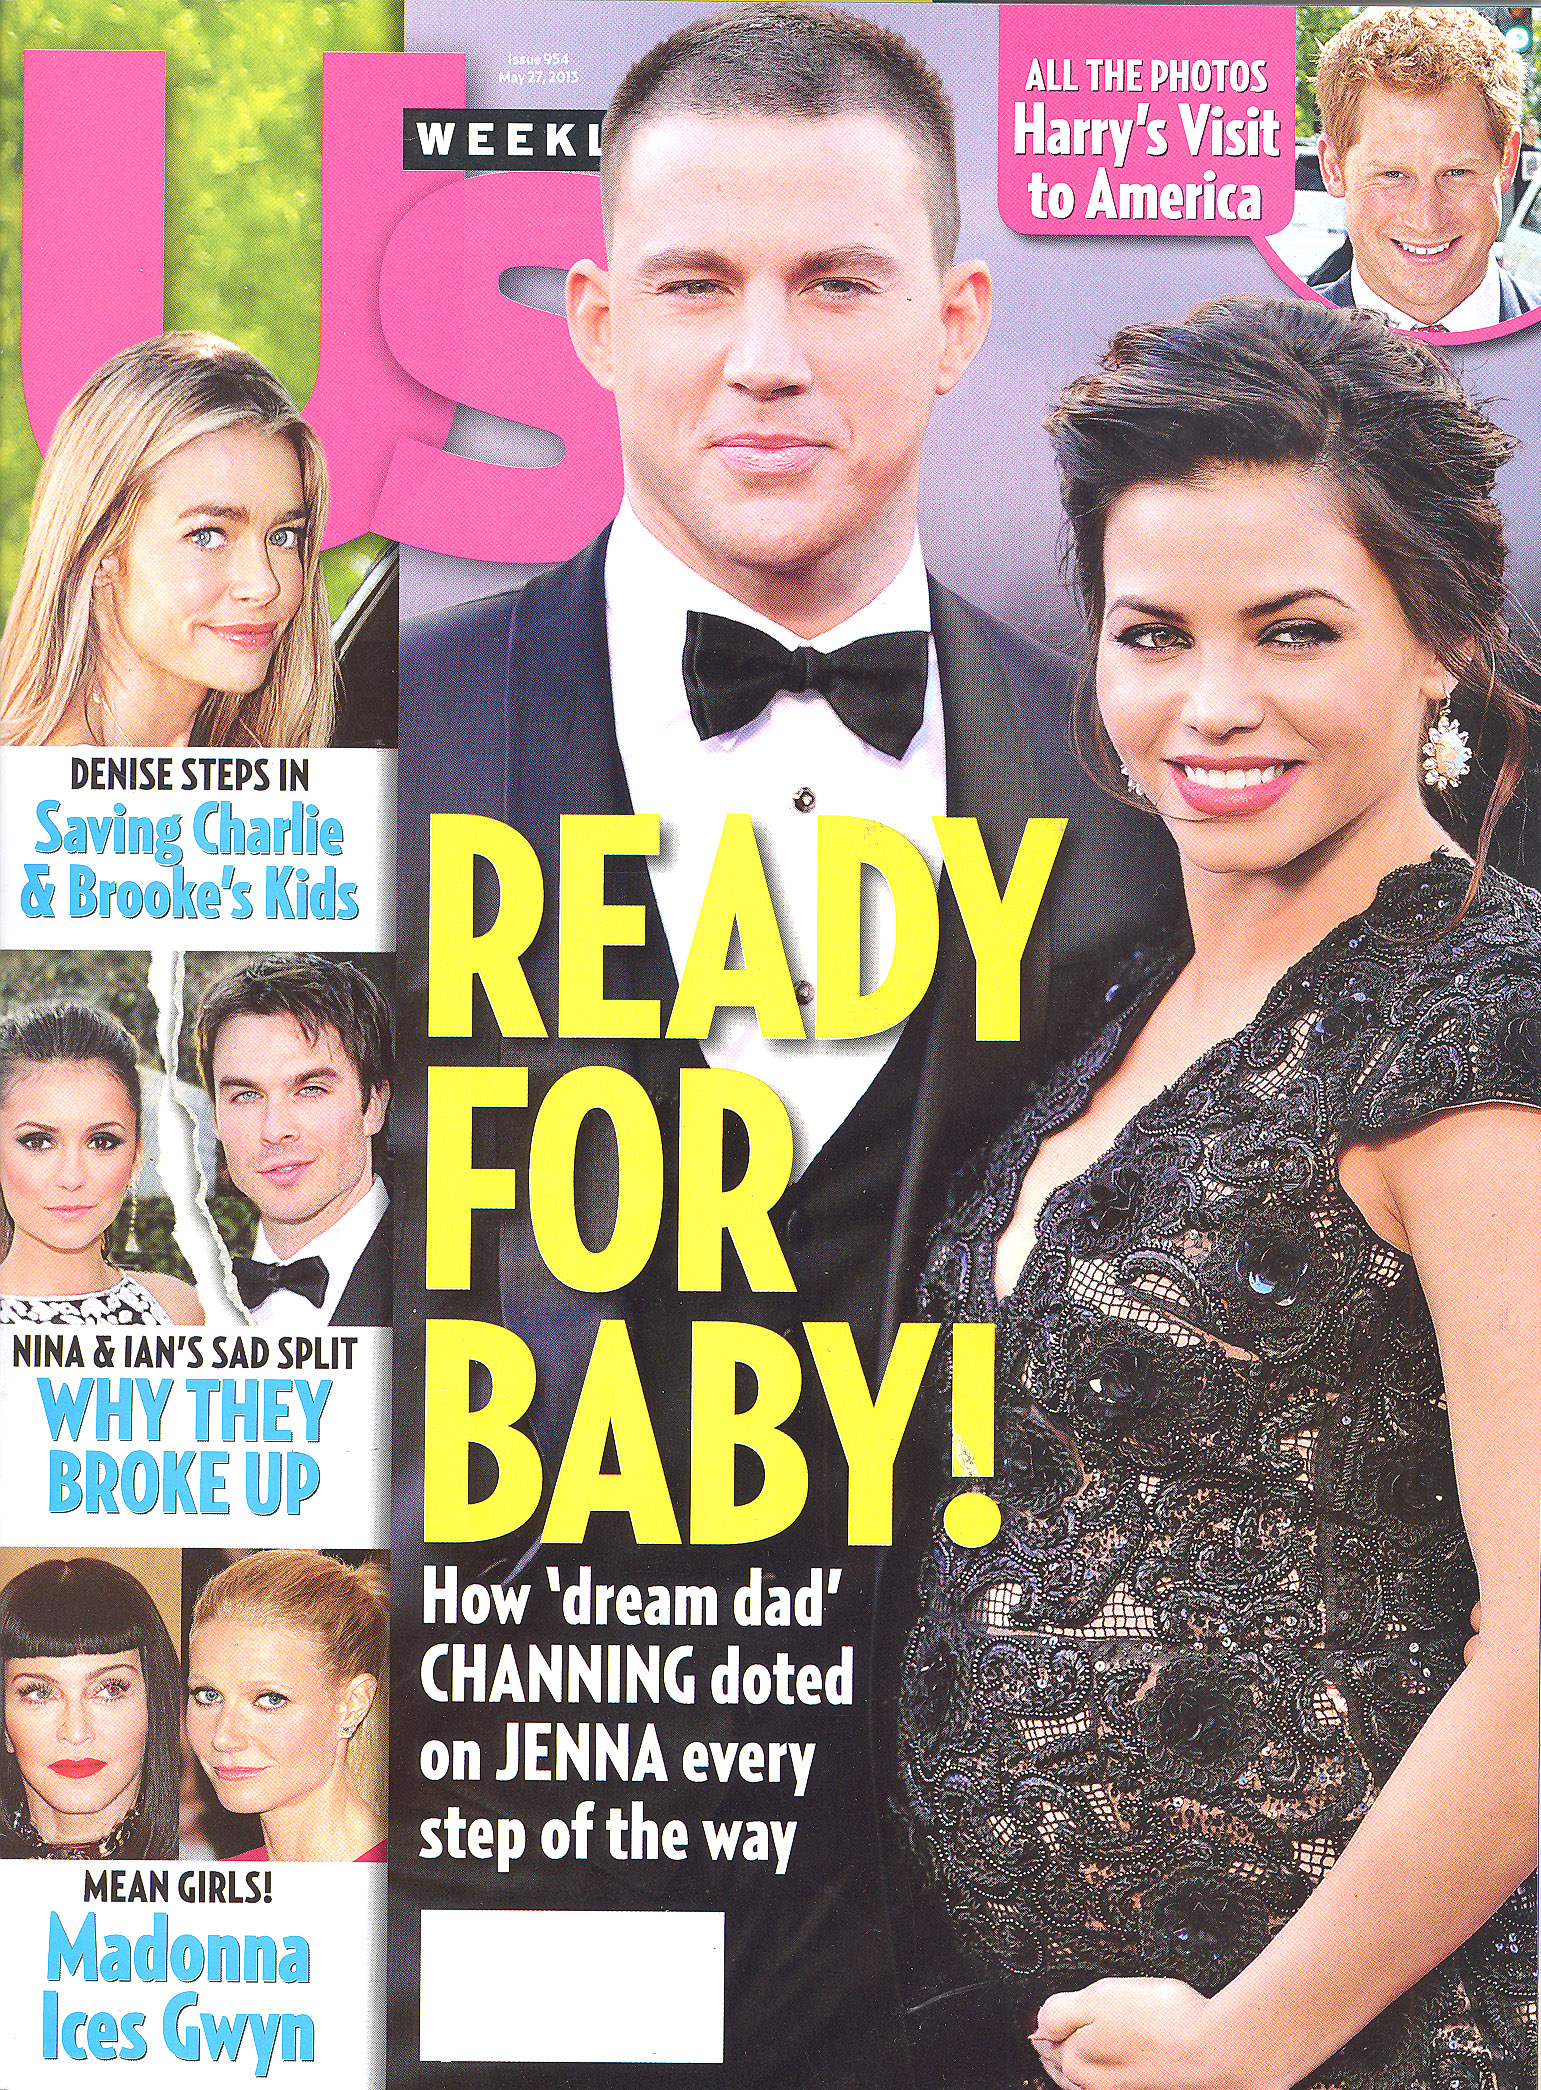 Us
Issue 954
May 27, 2013
WEEKL
ALL THE PHOTOS
Harry's Visit
to America
DENISE STEPS IN
Saving Charlie
& Brooke's Kids
NINA & IAN'S SAD SPLIT
WHY THEY
BROKE UP
MEAN GIRLS!
Madonna
Ices Gwyn
READY
FOR
BABY!
How 'dream dad'
CHANNING doted
on JENNA every
step of the way